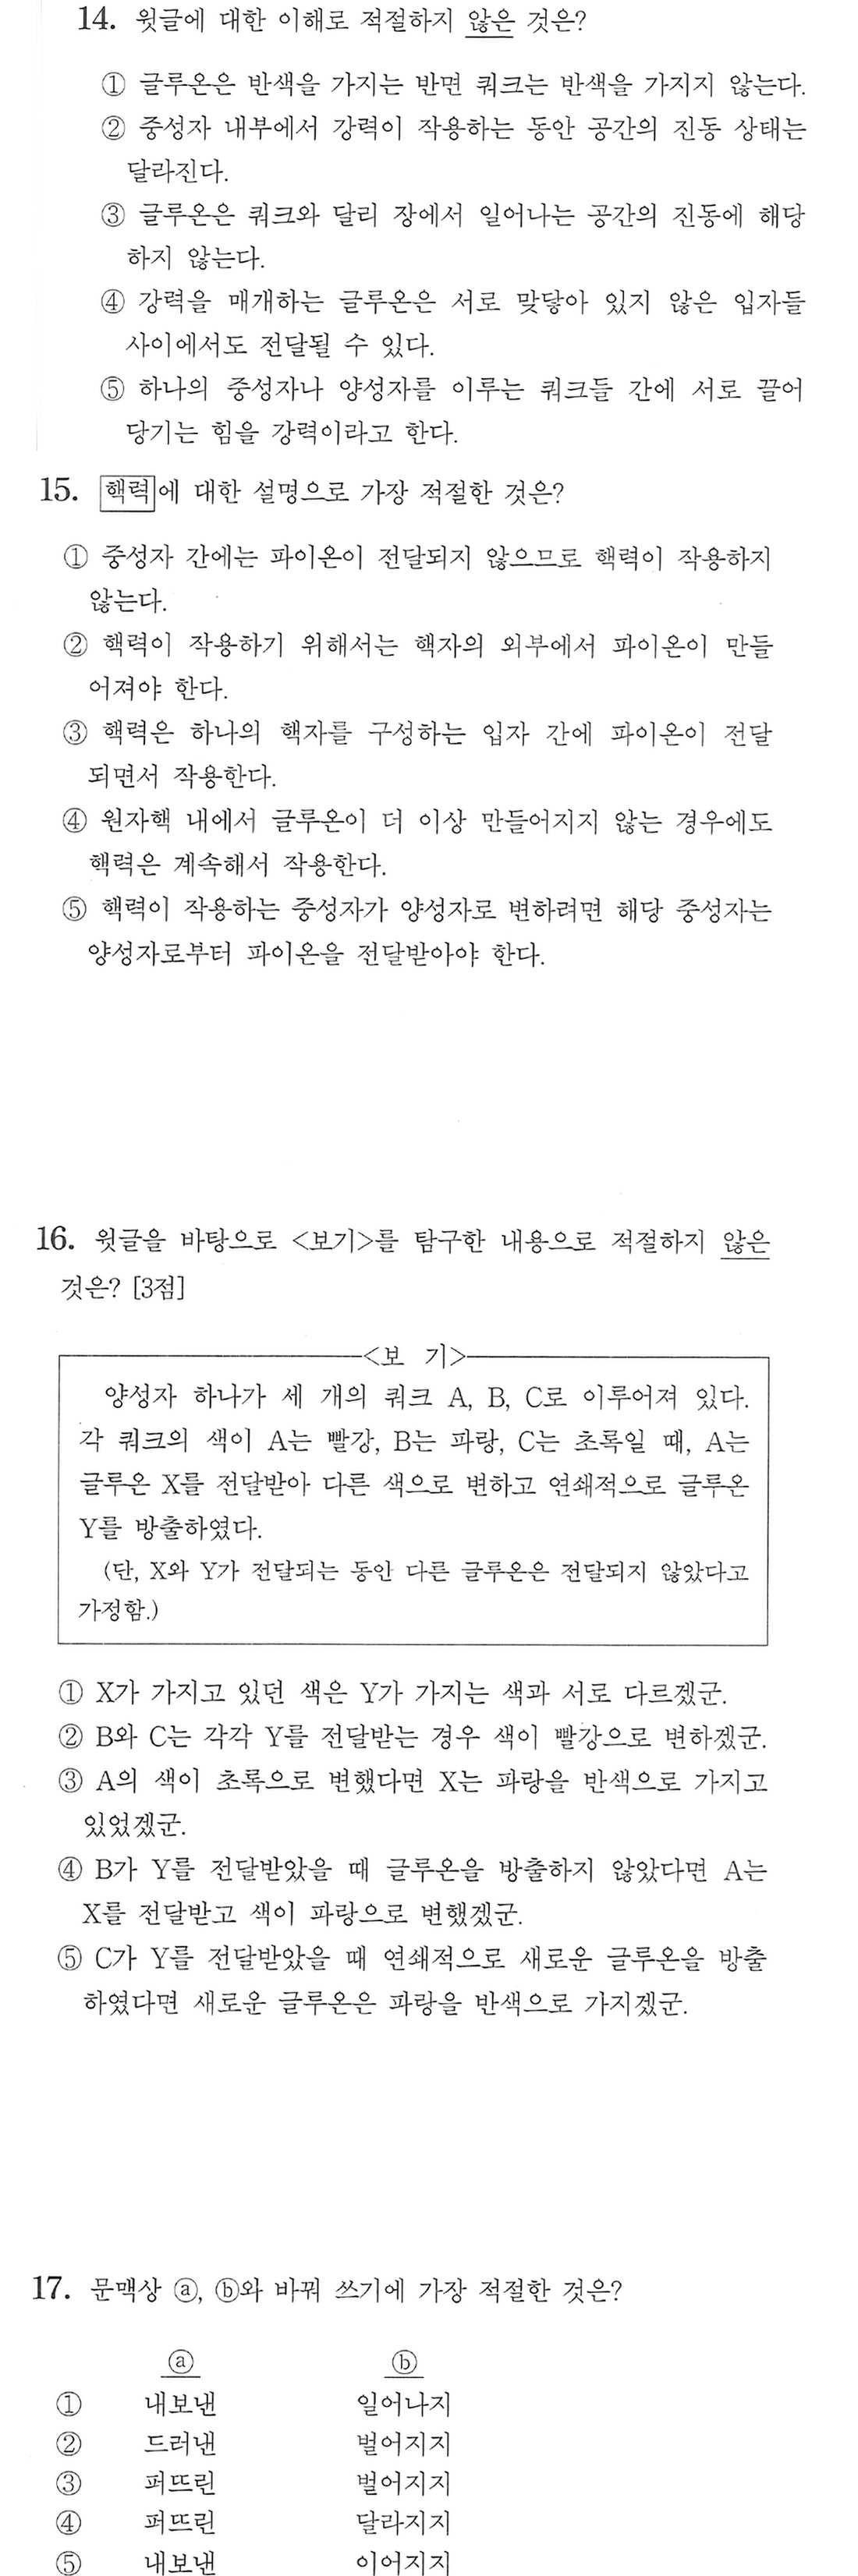 14. 윗글에 대한 이해로 적절하지 않은 것은?
① 글루온은 반색을 가지는 반면 쿼크는 반색을 가지지 않는다.
② 중성자 내부에서 강력이 작용하는 동안 공간의 진동 상태는
달라진다.
③ 글루온은 쿼크와 달리 장에서 일어나는 공간의 진동에 해당
하지 않는다.
④ 강력을 매개하는 글루온은 서로 맞닿아 있지 않은 입자들
사이에서도 전달될 수 있다.
⑤ 하나의 중성자나 양성자를 이루는 쿼크들 간에 서로 끌어
당기는 힘을 강력이라고 한다.
15. 핵력에 대한 설명으로 가장 적절한 것은?
① 중성자 간에는 파이온이 전달되지 않으므로 핵력이 작용하지
않는다.
② 핵력이 작용하기 위해서는 핵자의 외부에서 파이온이 만들
어져야 한다.
③ 핵력은 하나의 핵자를 구성하는 입자 간에 파이온이 전달
되면서 작용한다.
④ 원자핵 내에서 글루온이 더 이상 만들어지지 않는 경우에도
핵력은 계속해서 작용한다.
⑤ 핵력이 작용하는 중성자가 양성자로 변하려면 해당 중성자는
양성자로부터 파이온을 전달받아야 한다.
16. 윗글을 바탕으로 <보기>를 탐구한 내용으로 적절하지 않은
것은? [3점]
<보 기>
양성자 하나가 세 개의 쿼크 A, B, C로 이루어져 있다.
각 쿼크의 색이 A는 빨강, B는 파랑, C는 초록일 때, A는
글루온 X를 전달받아 다른 색으로 변하고 연쇄적으로 글루온
Y를 방출하였다.
(단, X와 Y가 전달되는 동안 다른 글루온은 전달되지 않았다고
가정함.)
① X가 가지고 있던 색은 Y가 가지는 색과 서로 다르겠군.
② B와 C는 각각 Y를 전달받는 경우 색이 빨강으로 변하겠군.
③ A의 색이 초록으로 변했다면 X는 파랑을 반색으로 가지고
있었겠군.
④ B가 Y를 전달받았을 때 글루온을 방출하지 않았다면 A는
X를 전달받고 색이 파랑으로 변했겠군.
⑤ C가 Y를 전달받았을 때 연쇄적으로 새로운 글루온을 방출
하였다면 새로운 글루온은 파랑을 반색으로 가지겠군.
17. 문맥상 ⓐ, ⓑ와 바꿔 쓰기에 가장 적절한 것은?
ⓐ ⓑ
① 내보낸 일어나지
② 드러낸 벌어지지
③ 퍼뜨린 벌어지지
④ 퍼뜨린 달라지지
⑤ 내보낸 이어지지